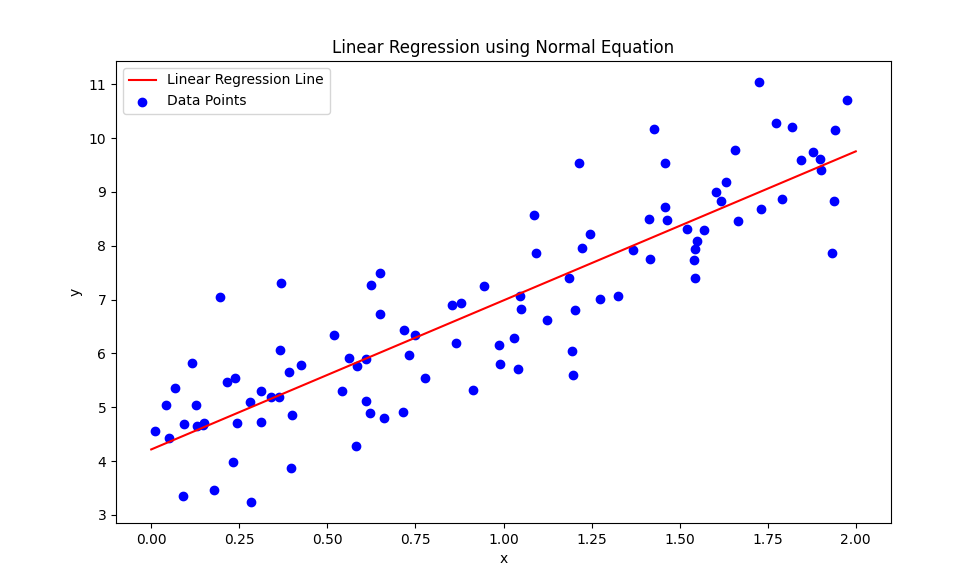 Linear Regression using Normal Equation
Linear Regression Line
Data Points
11
10
9
8
7
6
5
4
3
y
0.00 0.25 0.50 0.75 1.00 1.25 1.50 1.75 2.00
x